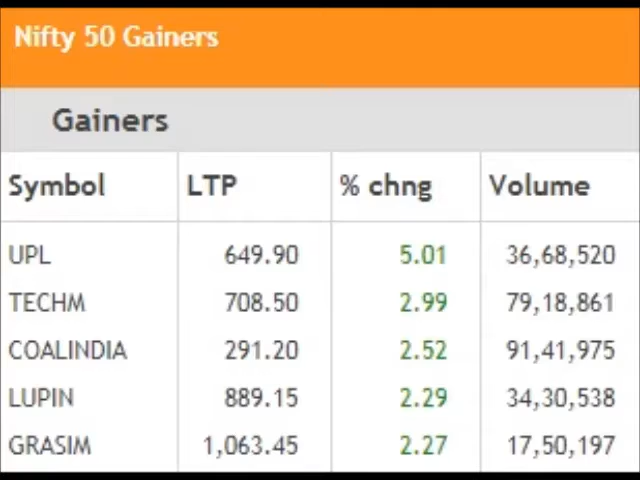 Nifty 50 Gainers
Gainers
Symbol LTP % chng Volume
UPL 649.90 5.01 36,68,520
TECHM 708.50 2.99 79,18,861
COALINDIA 291.20 2.52 91,41,975
LUPIN 889.15 2.29 34,30,538
GRASIM 1,063.45 2.27 17,50,197